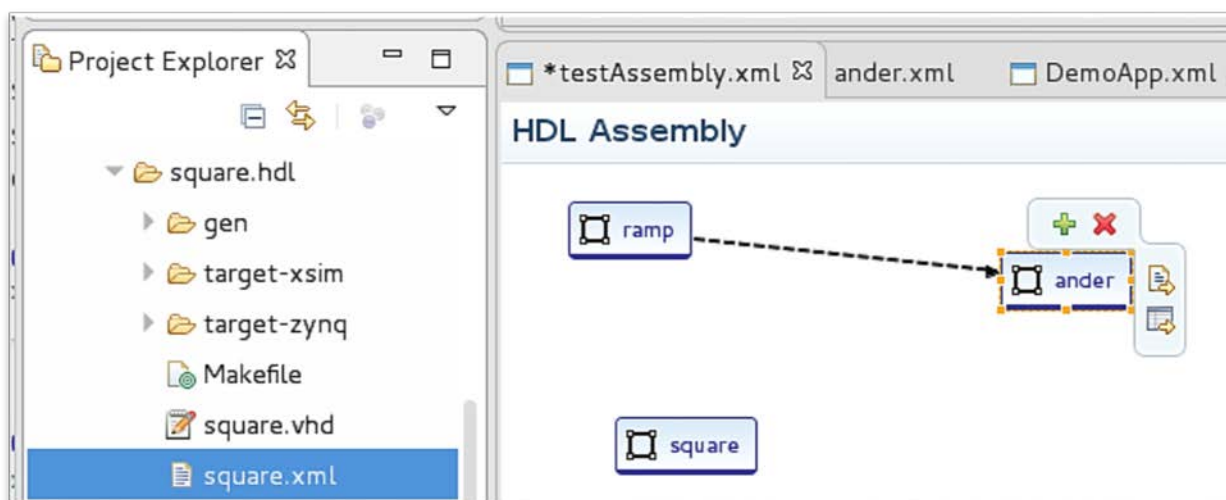 Project Explorer
square.hdl
gen
target-xsim
target-zynq
Makefile
square.vhd
square.xml
*testAssembly.xml ander.xml DemoApp.xml
HDL Assembly
ramp
ander
square